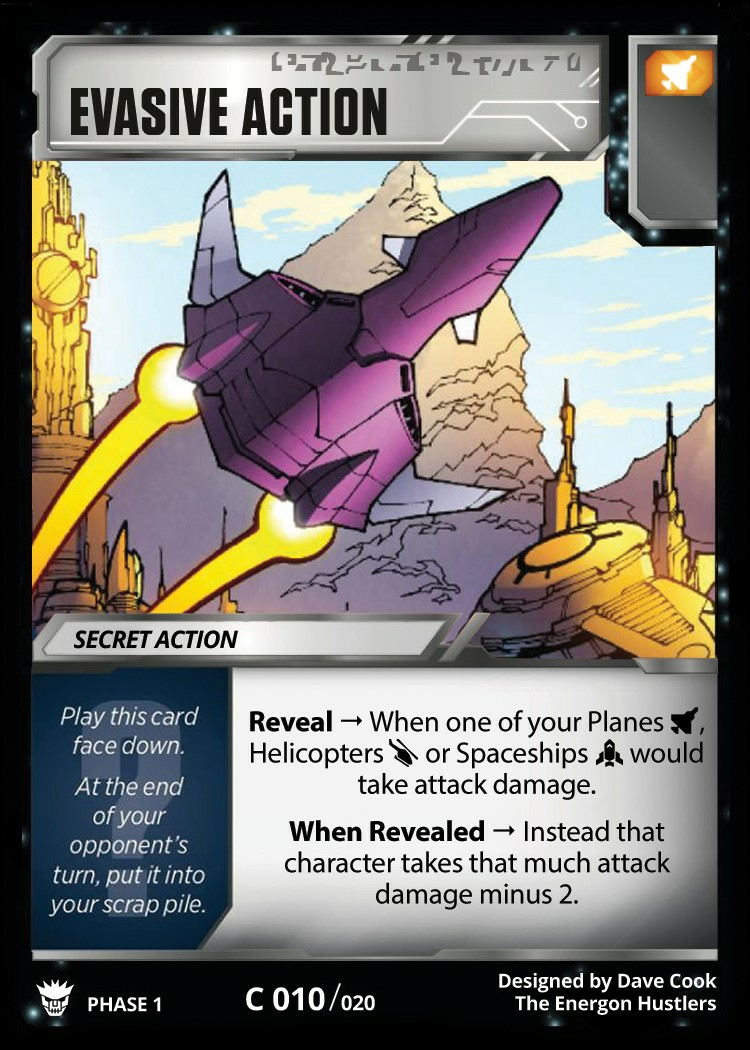 EVASIVE ACTION
SECRET ACTION
Play this card
face down.
At the end
of your
opponent's
turn, put it into
your scrap pile.
Reveal → When one of your Planes ,
Helicopters or Spaceships would
take attack damage.
When Revealed → Instead that
character takes that much attack
damage minus 2.
PHASE 1
C 010/020
Designed by Dave Cook
The Energon Hustlers